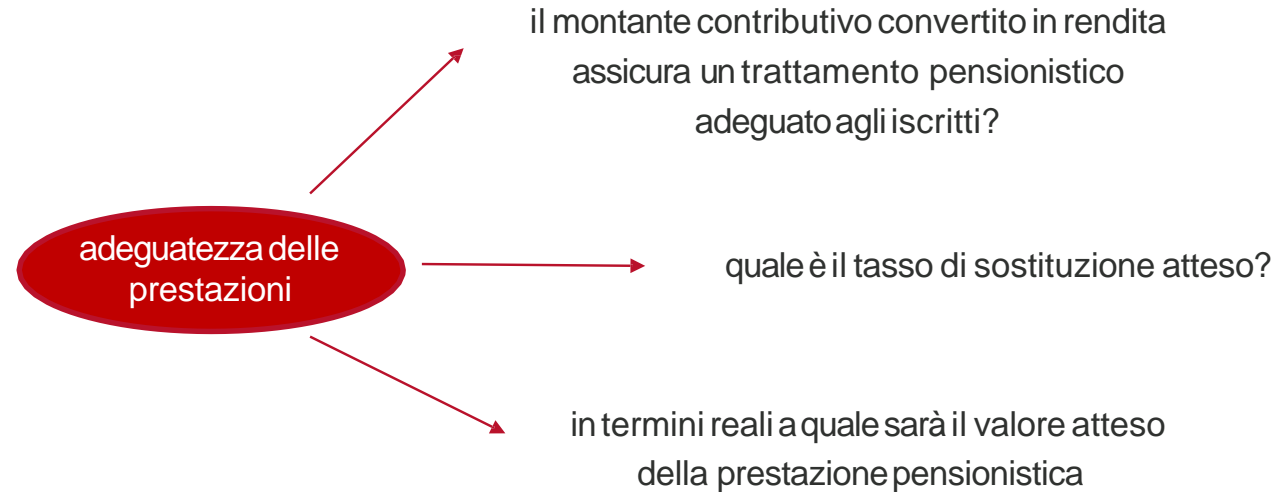 il montante contributivo convertito in rendita
assicura un trattamento pensionistico
adeguato agli iscritti?
adeguatezza delle
prestazioni
quale è il tasso di sostituzione atteso?
in termini reali a quale sarà il valore atteso
della prestazione pensionistica